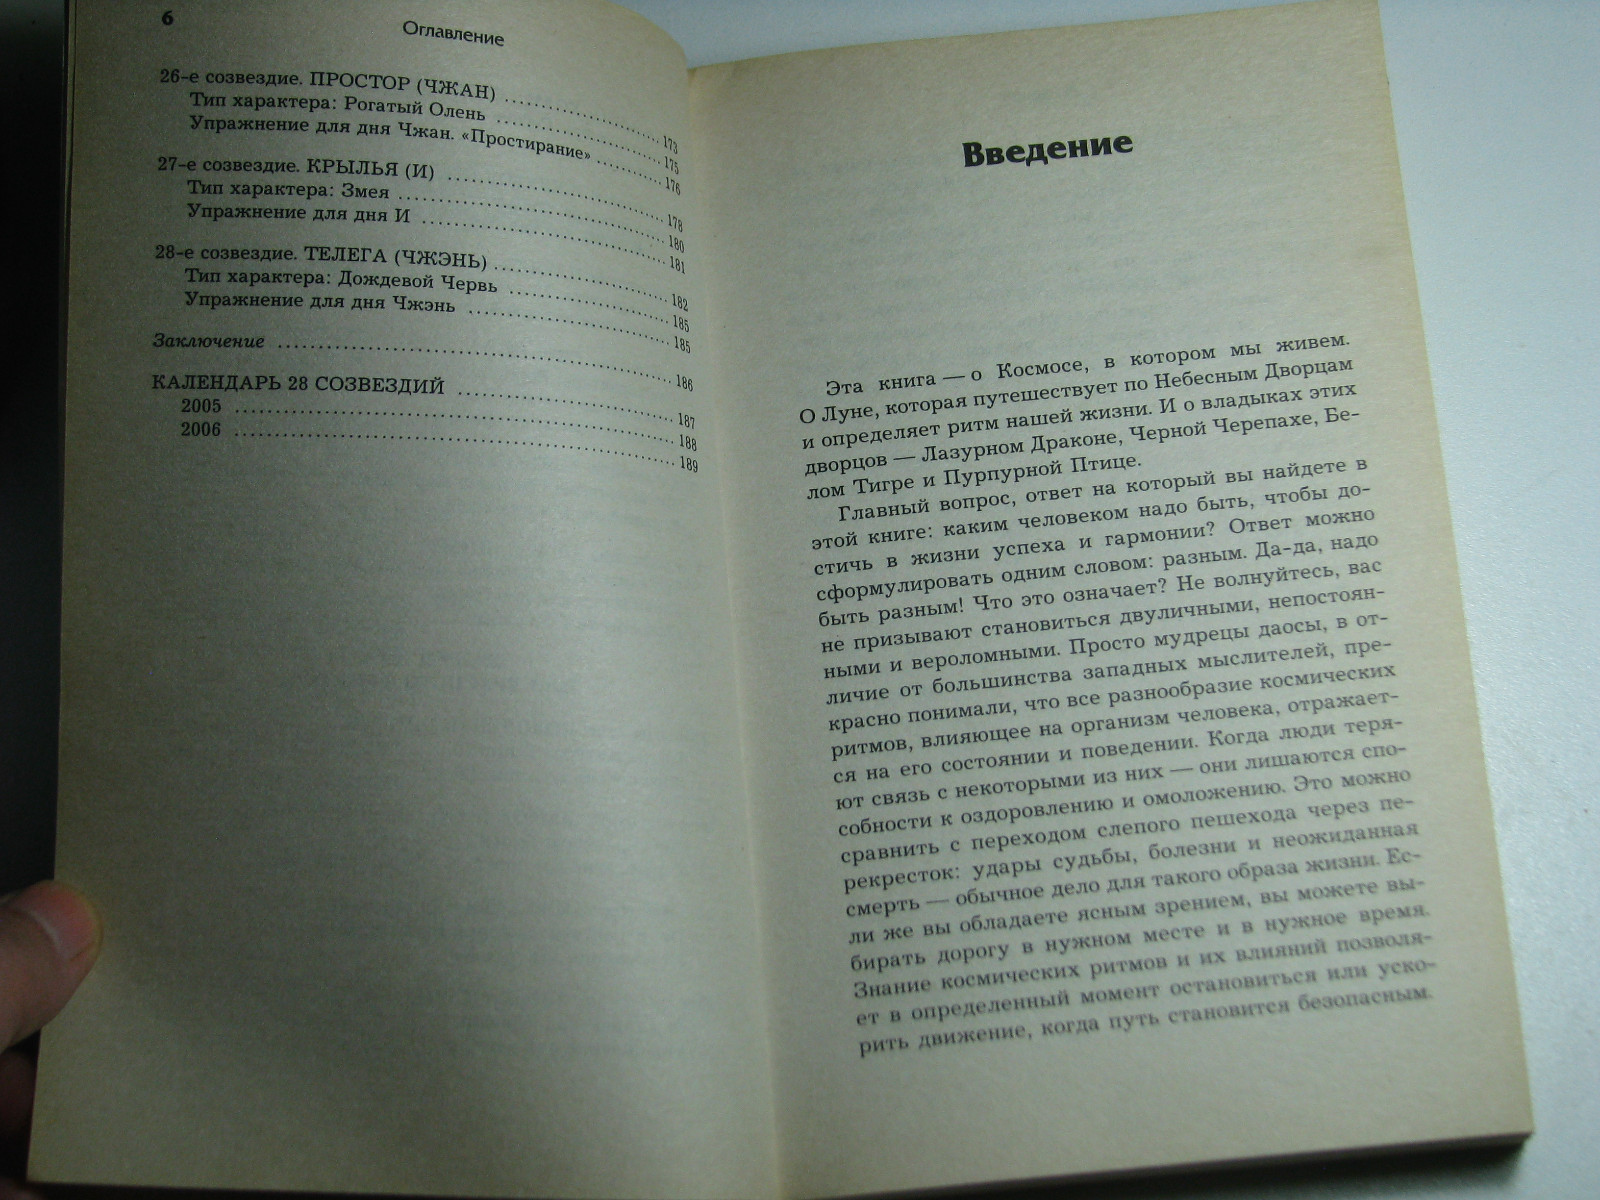 6
Оглавление
26-е созвездие. ПРОСТОР (ЧЖАН) 173
Тип характера: Рогатый Олень 175
Упражнение для дня Чжан. «Простирание» 176
27-е созвездие. КРЫЛЬЯ (И) 178
Тип характера: Змея 180
Упражнение для дня И 181
28-е созвездие. ТЕЛЕГА (ЧЖЭНЬ) 182
Тип характера: Дождевой Червь 185
Упражнение для дня Чжэнь 185
Заключение 186
КАЛЕНДАРЬ 28 СОЗВЕЗДИЙ 187
2005 188
2006 189
Введение
Эта книга — о Космосе, в котором мы живем.
О Луне, которая путешествует по Небесным Дворцам
и определяет ритм нашей жизни. И о владыках этих
дворцов — Лазурном Драконе, Черной Черепахе, Бе-
лом Тигре и Пурпурной Птице.
Главный вопрос, ответ на который вы найдете в
этой книге: каким человеком надо быть, чтобы до-
стичь в жизни успеха и гармонии? Ответ можно
сформулировать одним словом: разным. Да-да, надо
быть разным! Что это означает? Не волнуйтесь, вас
не призывают становиться двуличными, непостоян-
ными и вероломными. Просто мудрецы даосы, в от-
личие от большинства западных мыслителей, пре-
красно понимали, что все разнообразие космических
ритмов, влияющее на организм человека, отражает-
ся на его состоянии и поведении. Когда люди теря-
ют связь с некоторыми из них — они лишаются спо-
собности к оздоровлению и омоложению. Это можно
сравнить с переходом слепого пешехода через пе-
рекресток: удары судьбы, болезни и неожиданная
смерть — обычное дело для такого образа жизни. Ес-
ли же вы обладаете ясным зрением, вы можете вы-
бирать дорогу в нужном месте и в нужное время.
Знание космических ритмов и их влияний позволя-
ет в определенный момент остановиться или уско-
рить движение, когда путь становится безопасным.